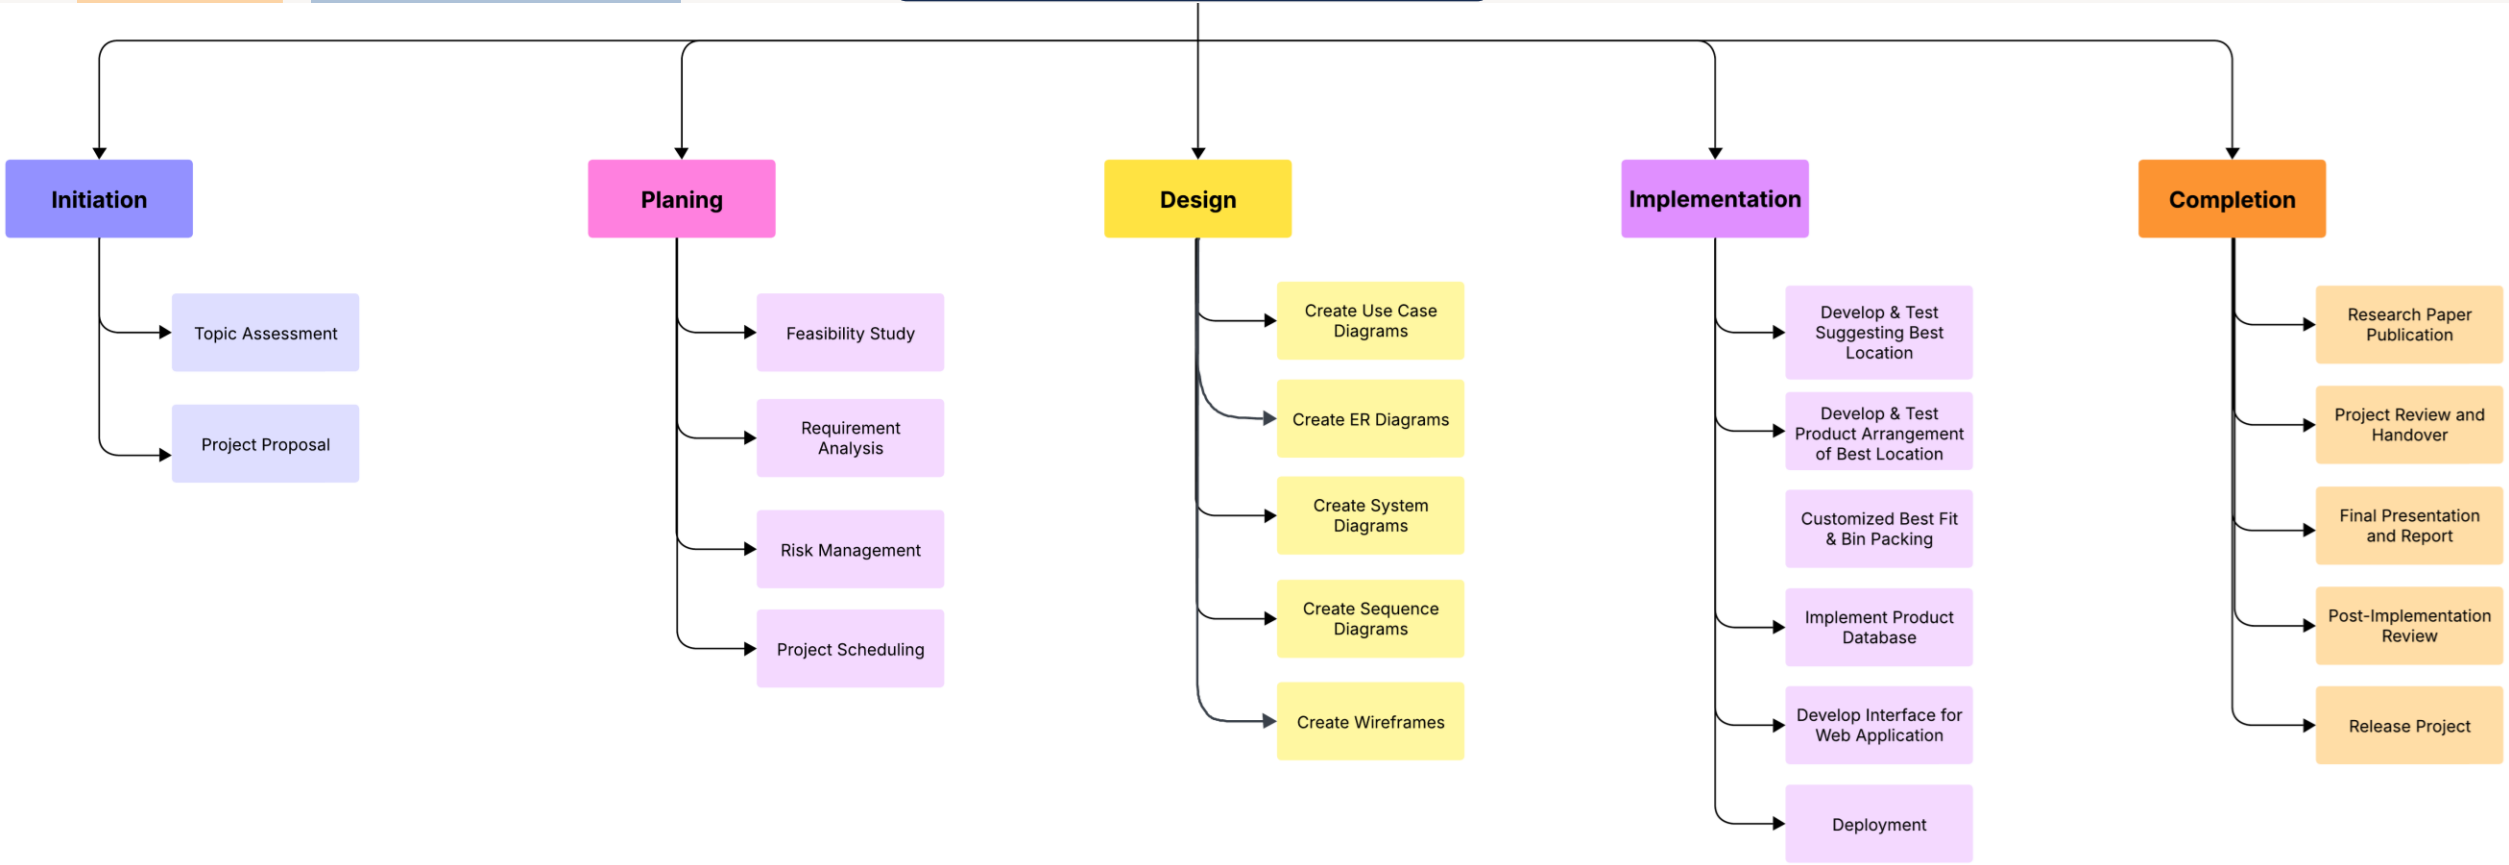 Initiation
Planing
Design
Implementation
Completion
Topic Assessment
Project Proposal
Feasibility Study
Requirement
Analysis
Risk Management
Project Scheduling
Create Use Case
Diagrams
Create ER Diagrams
Create System
Diagrams
Create Sequence
Diagrams
Create Wireframes
Develop & Test
Suggesting Best
Location
Develop & Test
Product Arrangement
of Best Location
Customized Best Fit
& Bin Packing
Implement Product
Database
Develop Interface for
Web Application
Deployment
Research Paper
Publication
Project Review and
Handover
Final Presentation
and Report
Post-Implementation
Review
Release Project